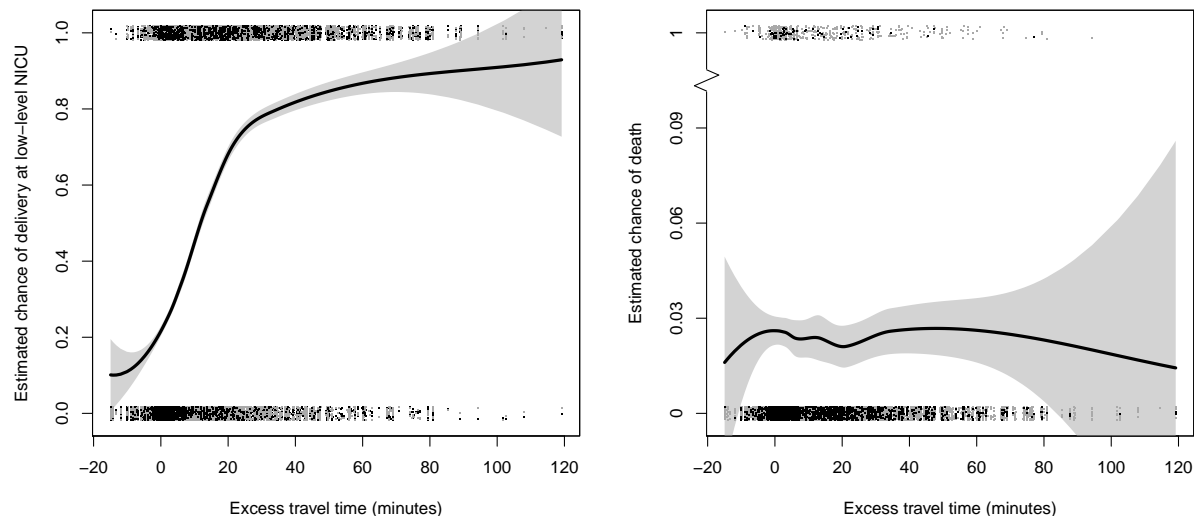 Estimated chance of delivery at low−level NICU
1.0
0.8
0.6
0.4
0.2
0.0
−20 0 20 40 60 80 100 120
Excess travel time (minutes)
Estimated chance of death
1
0.09
0.06
0.03
0
−20 0 20 40 60 80 100 120
Excess travel time (minutes)